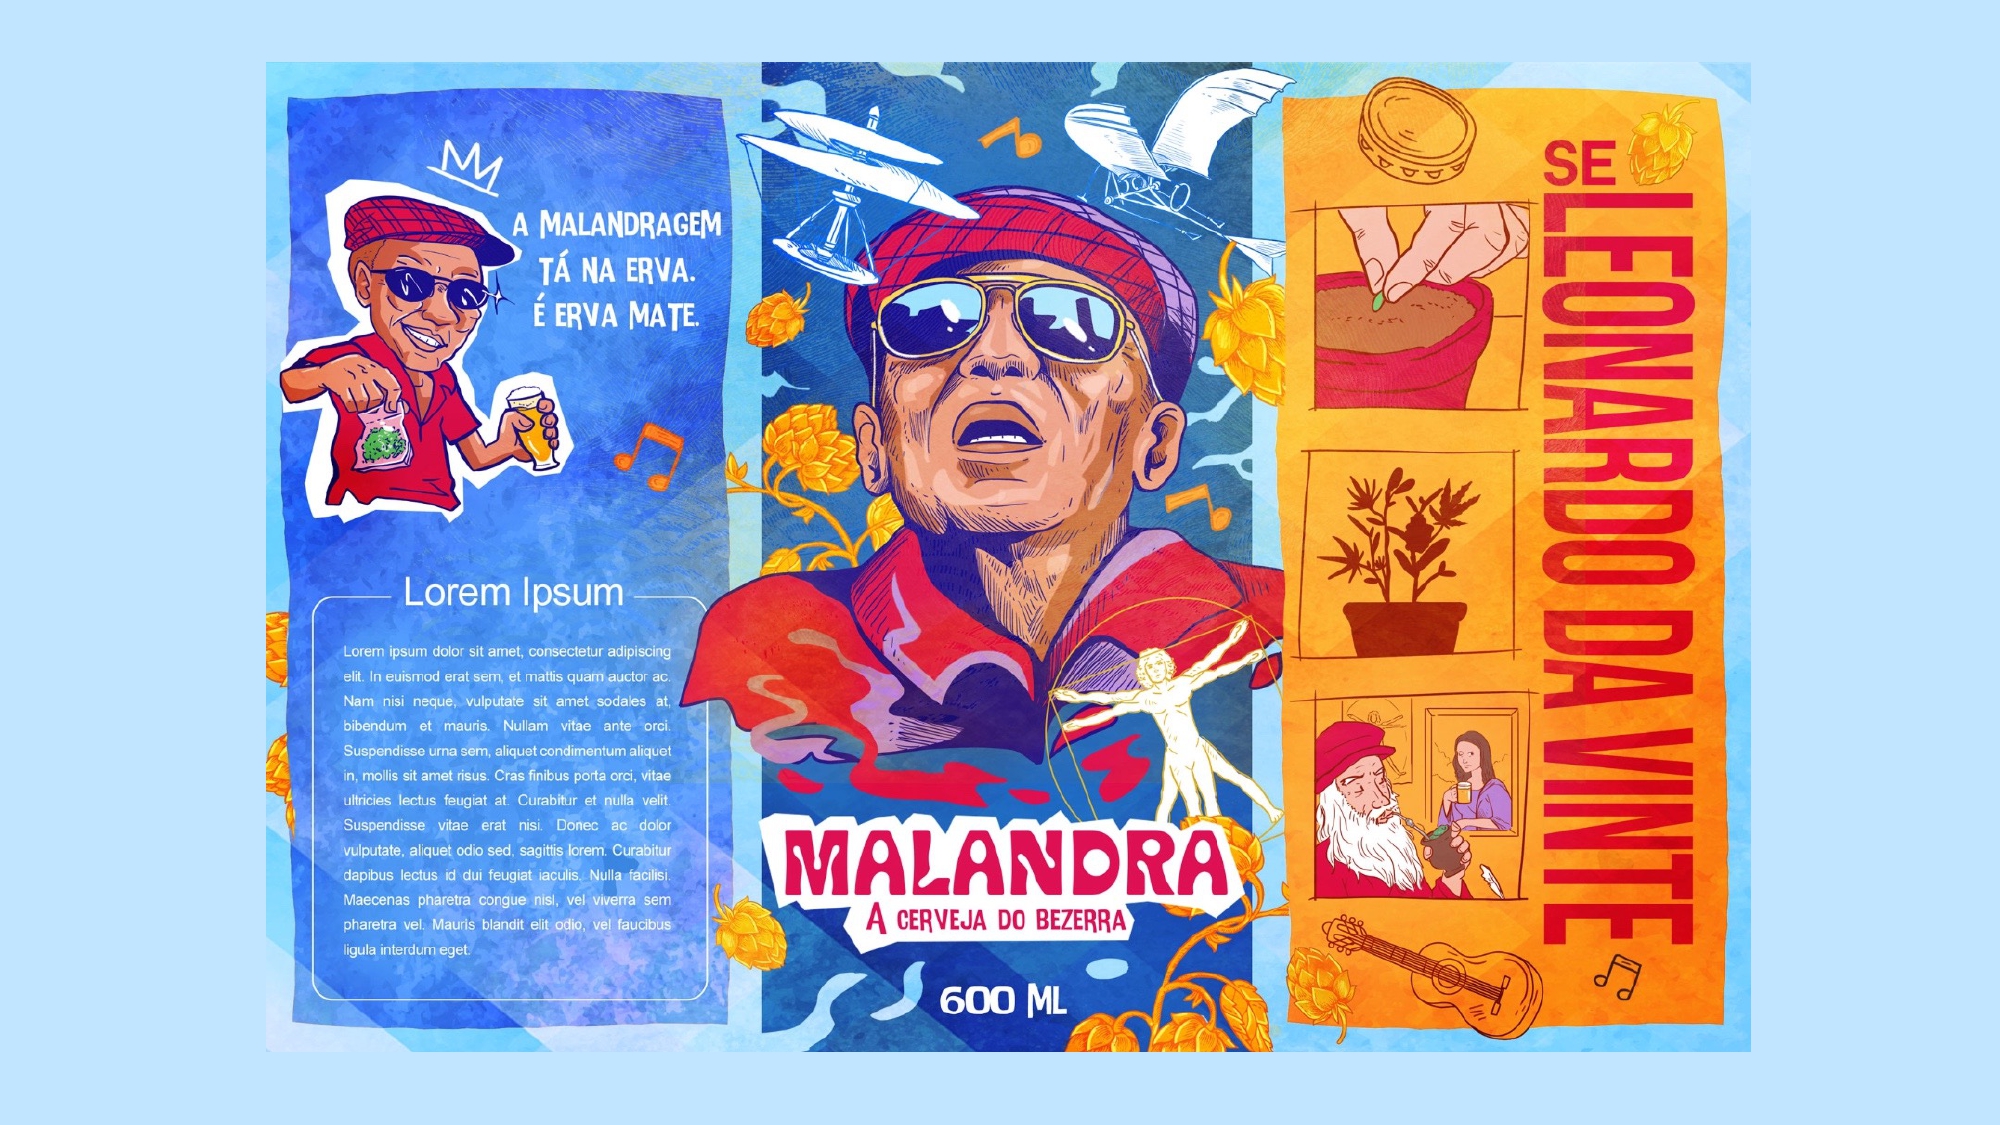 A MALANDRAGEM
TÁ NA ERVA.
É ERVA MATE.
Lorem Ipsum
Lorem ipsum dolor sit amet, consectetur adipiscing
elit. In euismod erat sem, et mattis quam auctor ac.
Nam nisi neque, vulputate sit amet sodales at,
bibendum et mauris. Nullam vitae ante orci.
Suspendisse urna sem, aliquet condimentum aliquet
in, mollis sit amet risus. Cras finibus porta orci, vitae
ultricies lectus feugiat at. Curabitur et nulla velit.
Suspendisse vitae erat nisi. Donec ac dolor
vulputate, aliquet odio sed, sagittis lorem. Curabitur
dapibus lectus id dui feugiat iaculis. Nulla facilisi.
Maecenas pharetra congue nisl, vel viverra sem
pharetra vel. Mauris blandit elit odio, vel faucibus
ligula interdum eget.
MALANDRA
A CERVEJA DO BEZERRA
600 ML
SE
LEONARDO DA VINTE